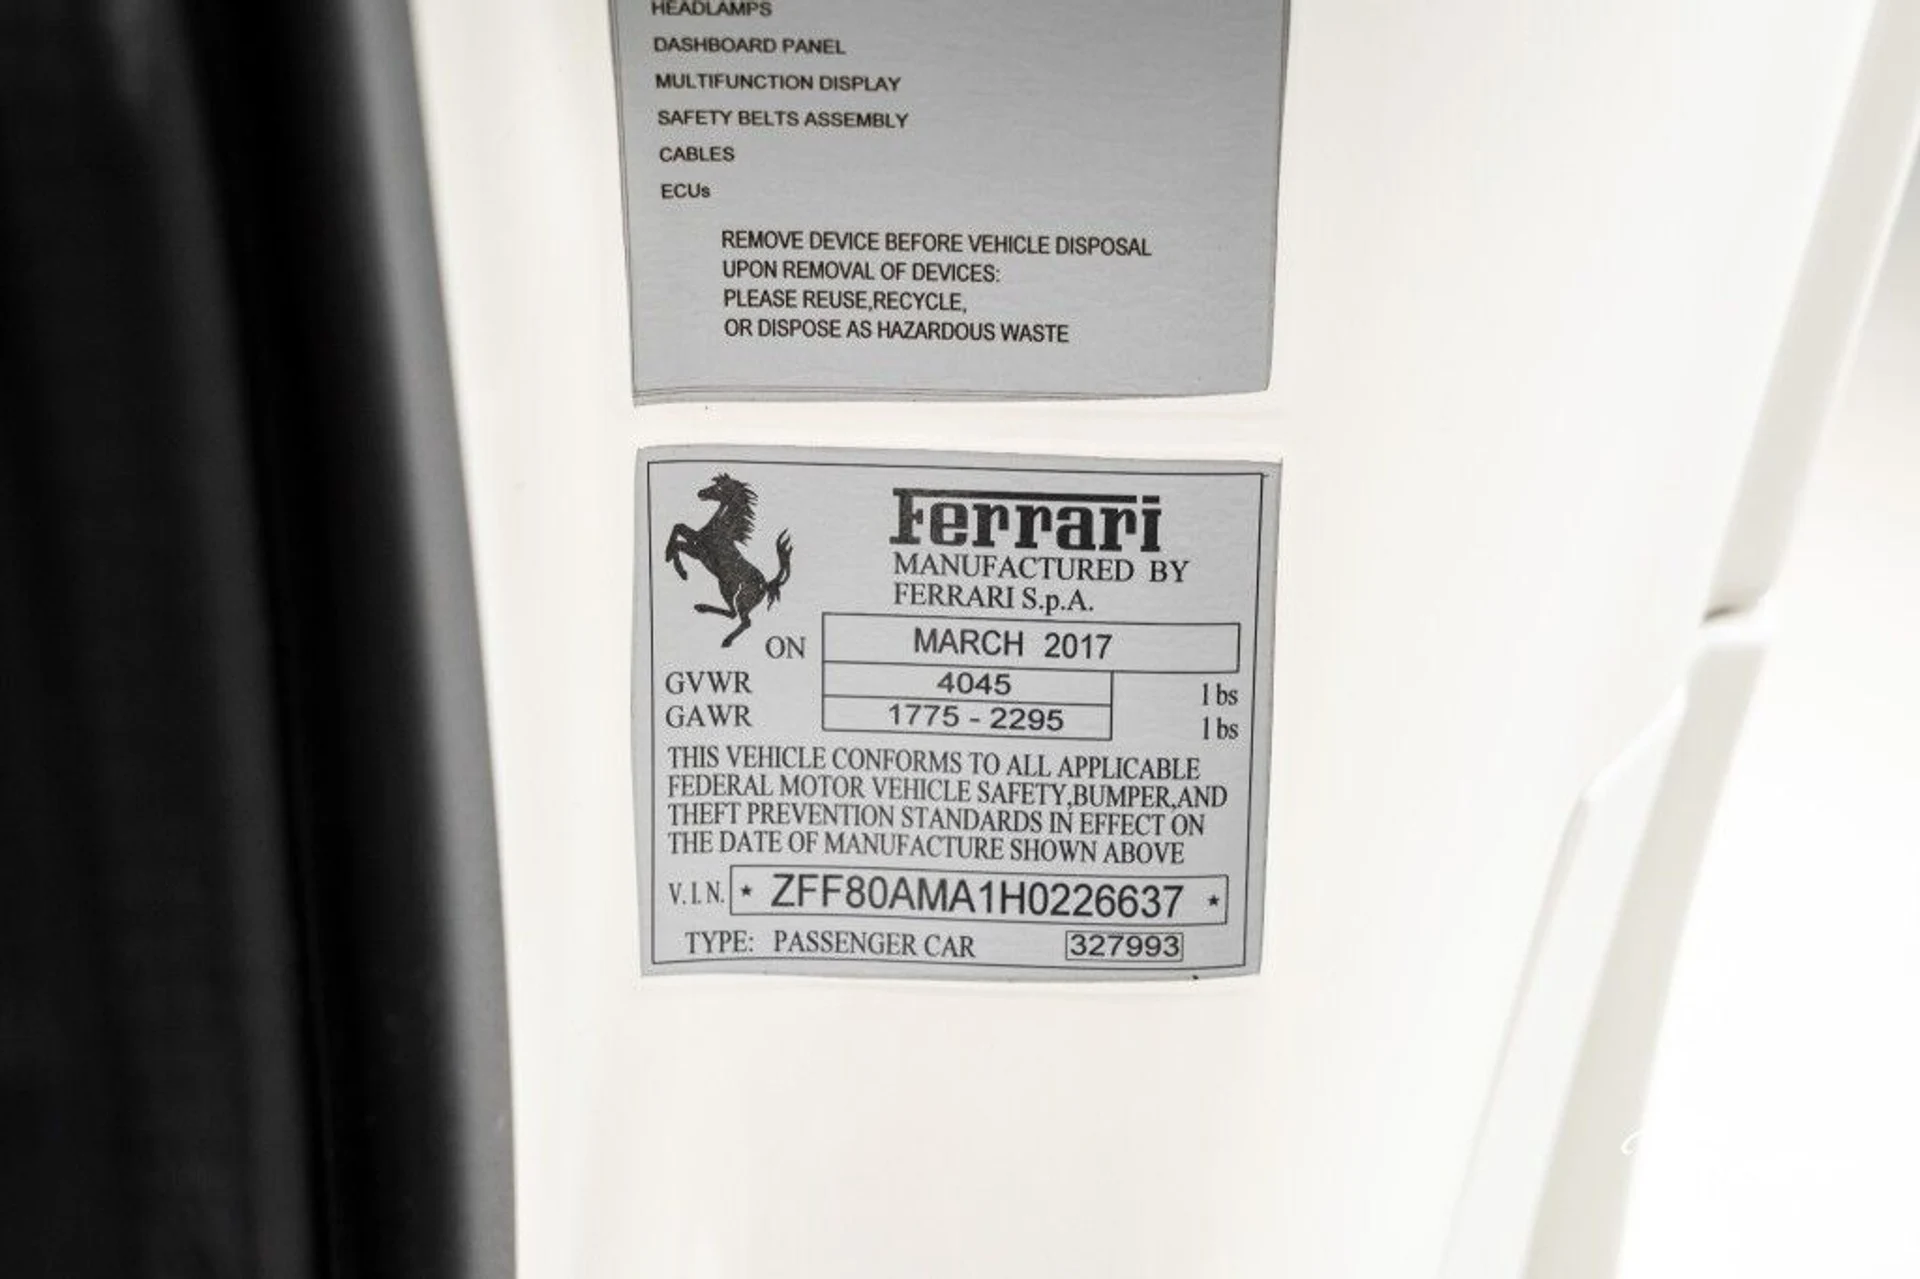 HEADLAMPS
DASHBOARD PANEL
MULTIFUNCTION DISPLAY
SAFETY BELTS ASSEMBLY
CABLES
ECUs
REMOVE DEVICE BEFORE VEHICLE DISPOSAL
UPON REMOVAL OF DEVICES:
PLEASE REUSE,RECYCLE,
OR DISPOSE AS HAZARDOUS WASTE
Ferrari
MANUFACTURED BY
FERRARI S.p.A.
ON MARCH 2017
GVWR 4045 lbs
GAWR 1775 - 2295 lbs
THIS VEHICLE CONFORMS TO ALL APPLICABLE
FEDERAL MOTOR VEHICLE SAFETY,BUMPER,AND
THEFT PREVENTION STANDARDS IN EFFECT ON
THE DATE OF MANUFACTURE SHOWN ABOVE
V.I.N. * ZFF80AMA1H0226637 *
TYPE: PASSENGER CAR 327993